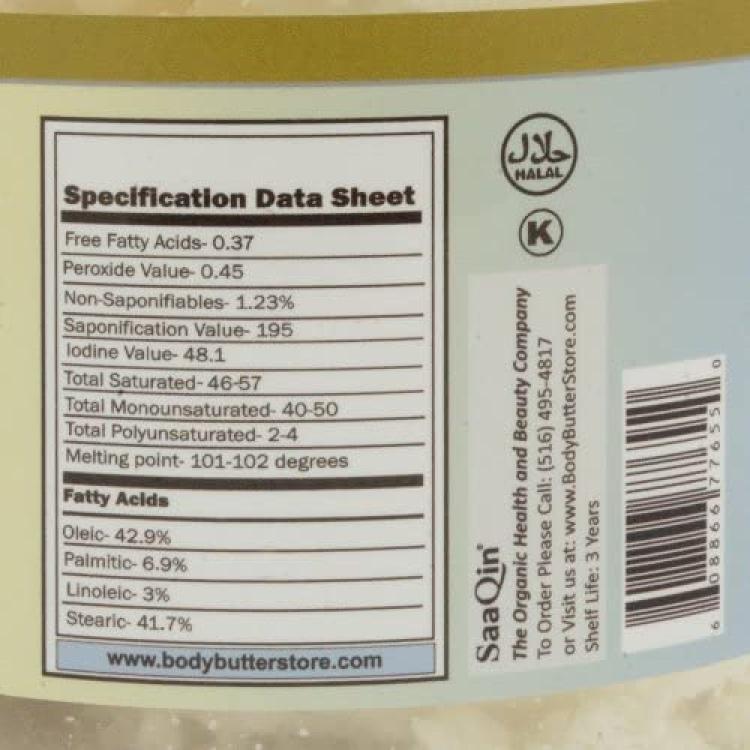 Specification Data Sheet
Free Fatty Acids- 0.37
Peroxide Value- 0.45
Non-Saponifiables- 1.23%
Saponification Value- 195
Iodine Value- 48.1
Total Saturated- 46-57
Total Monounsaturated- 40-50
Total Polyunsaturated- 2-4
Melting point- 101-102 degrees
Fatty Acids
Oleic- 42.9%
Palmitic- 6.9%
Linoleic- 3%
Stearic- 41.7%
www.bodybutterstore.com
حلال
HALAL
K
SaaQin®
The Organic Health and Beauty Company
To Order Please Call: (516) 495-4817
or Visit us at: www.BodyButterStore.com
Shelf Life: 3 Years
6 08866 77655 0